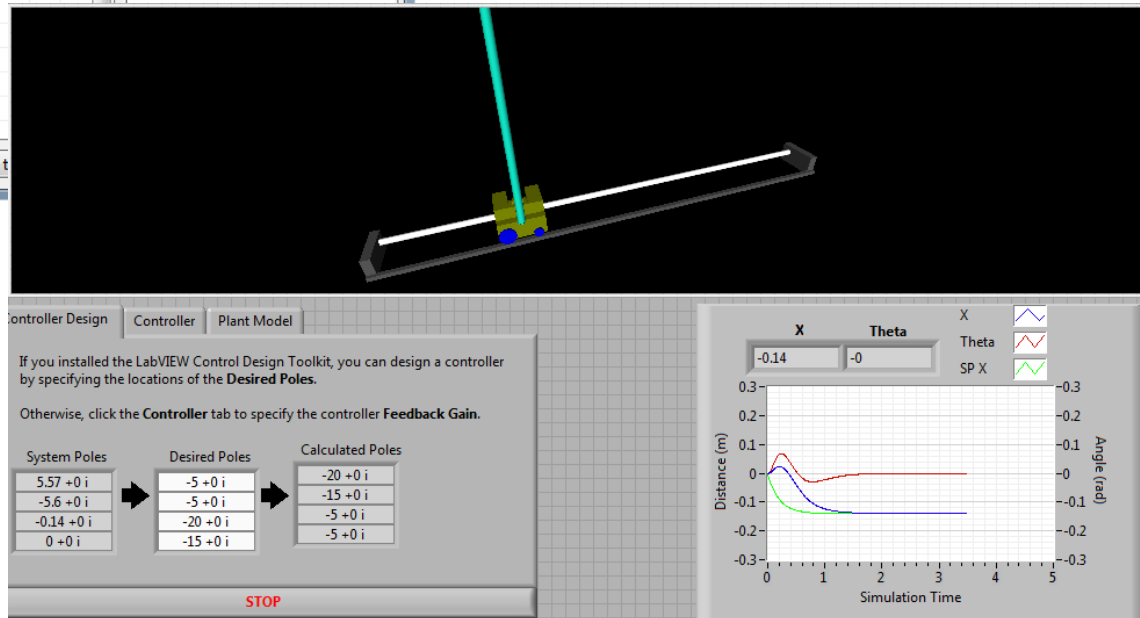 t
ontroller Design
Controller
Plant Model
If you installed the LabVIEW Control Design Toolkit, you can design a controller
by specifying the locations of the Desired Poles.
Otherwise, click the Controller tab to specify the controller Feedback Gain.
System Poles
5.57 +0 i
-5.6 +0 i
-0.14 +0 i
0 +0 i
Desired Poles
-5 +0 i
-5 +0 i
-20 +0 i
-15 +0 i
Calculated Poles
-20 +0 i
-15 +0 i
-5 +0 i
-5 +0 i
STOP
X
Theta
-0.14
-0
X
Theta
SP X
Distance (m)
0.3
0.2
0.1
0
-0.1
-0.2
-0.3
0.3
0.2
0.1
0
-0.1
-0.2
-0.3
Angle (rad)
0 1 2 3 4 5
Simulation Time